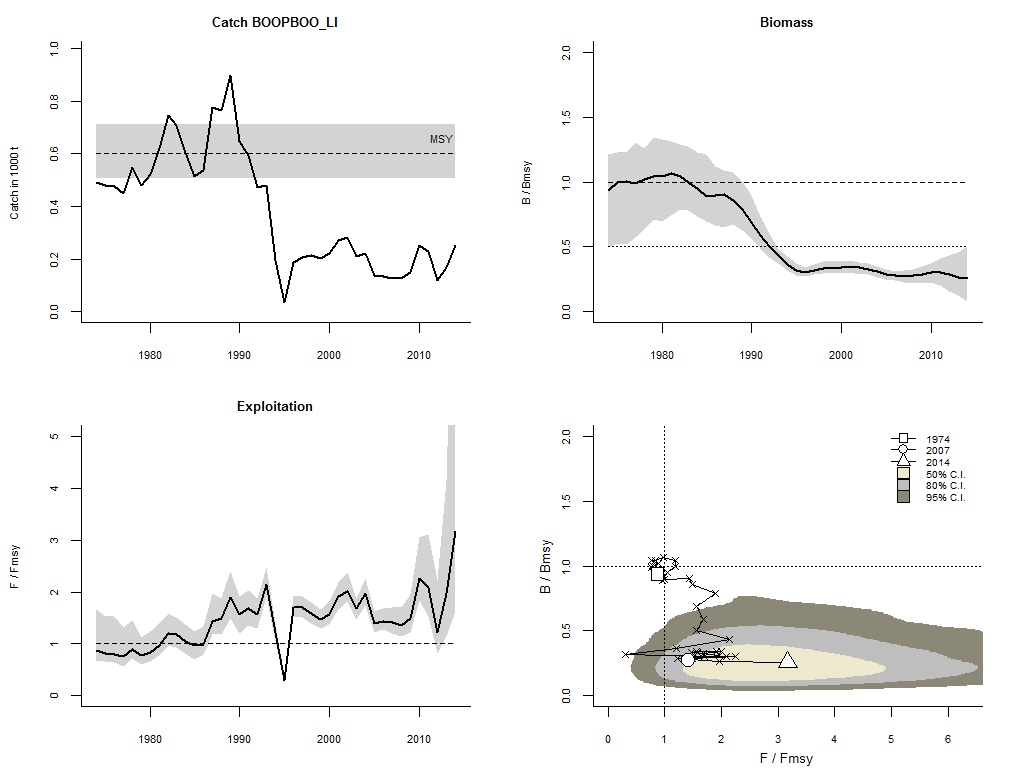 Catch BOOPBOO_LI
Catch in 1000 t
0.0 0.2 0.4 0.6 0.8 1.0
MSY
1980 1990 2000 2010
Biomass
B / Bmsy
0.0 0.5 1.0 1.5 2.0
1980 1990 2000 2010
Exploitation
F / Fmsy
0 1 2 3 4 5
1980 1990 2000 2010
B / Bmsy
0.0 0.5 1.0 1.5 2.0
1974
2007
2014
50% C.I.
80% C.I.
95% C.I.
0 1 2 3 4 5 6
F / Fmsy